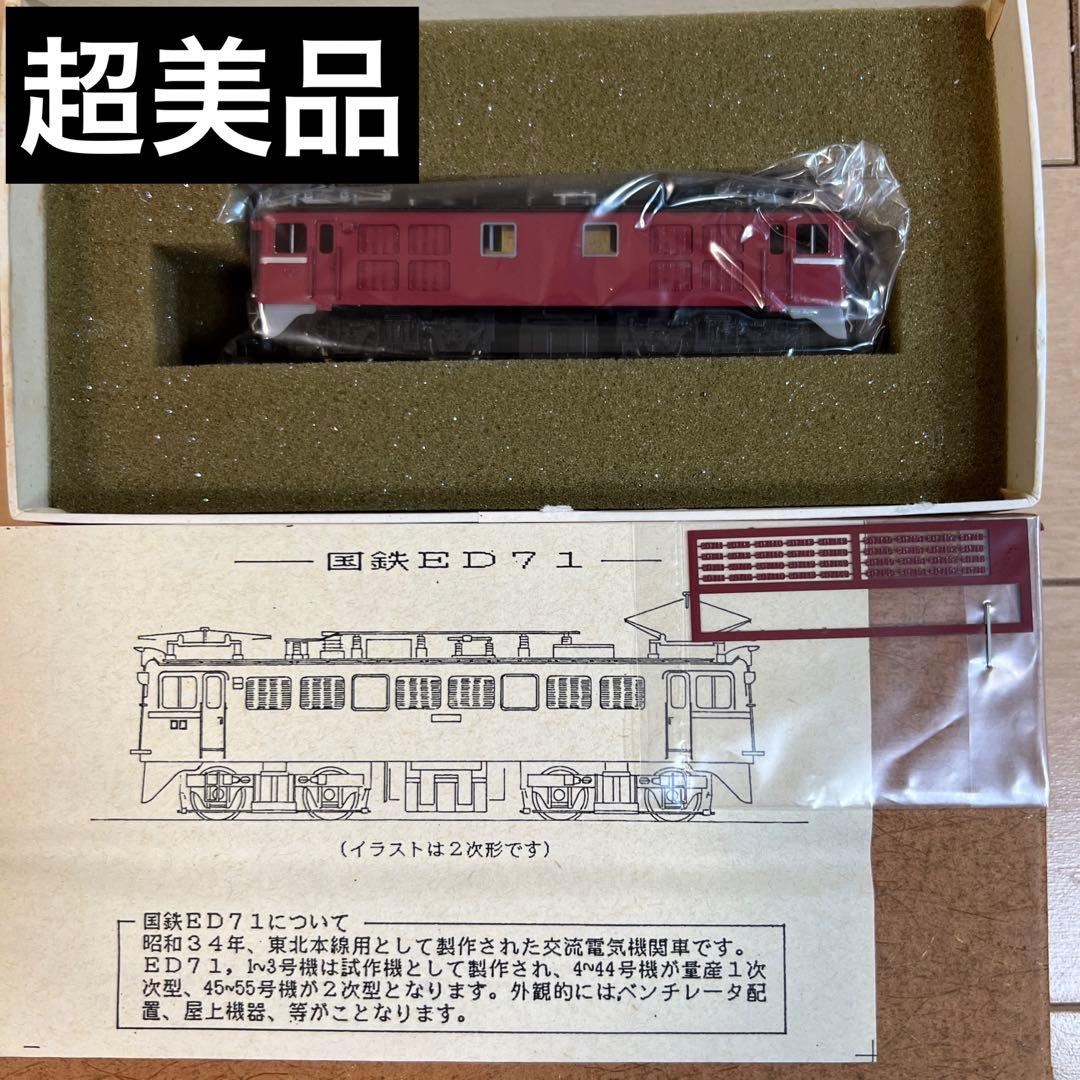 超美品
国鉄ED71
(イラストは2次形です)
国鉄ED71について
昭和34年、東北本線用として製作された交流電気機関車です。
ED71,1~3号機は試作機として製作され、4~44号機が量産1次
次型、45~55号機が2次型となります。外観的にはベンチレータ配
置、屋上機器、等がことなります。